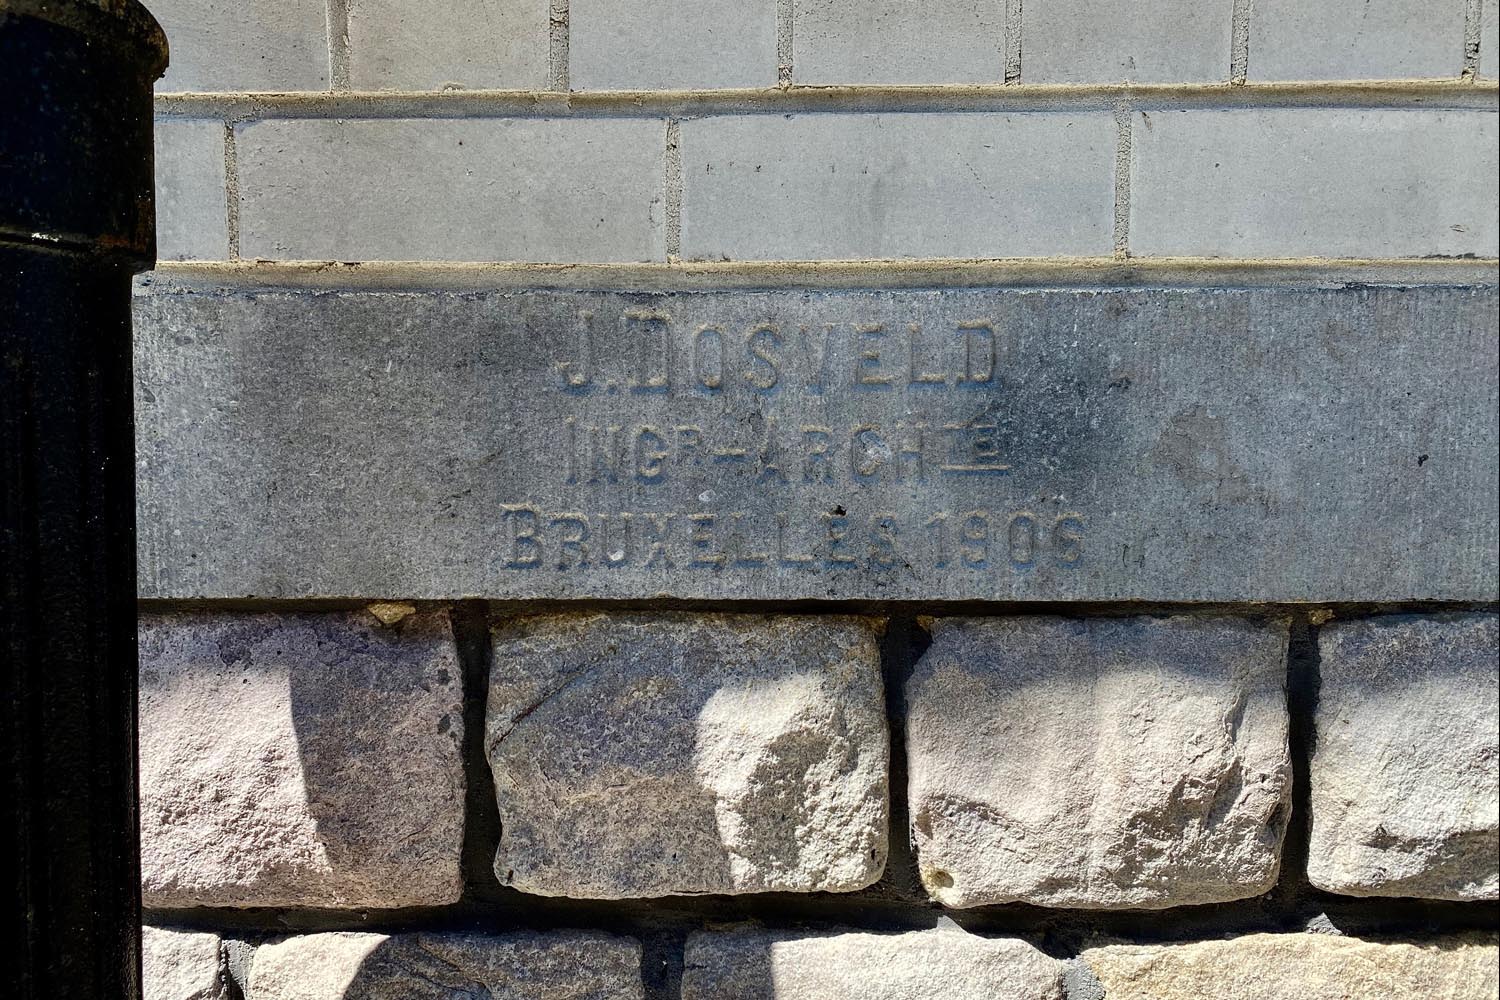 J. DOSVELD
INGR-ARCHTE
BRUXELLES 1906